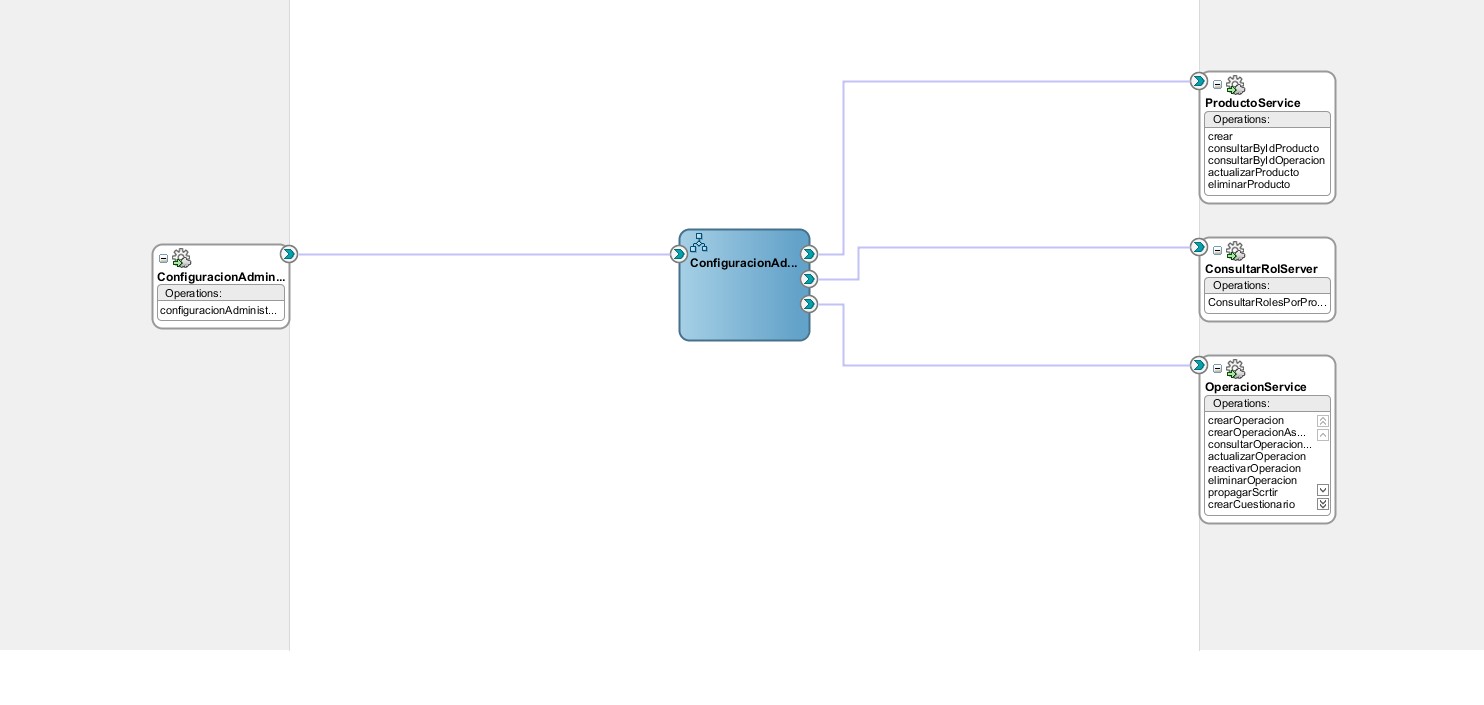 ConfiguracionAdmin...
Operations:
configuracionAdminist...
ConfiguracionAd...
ProductoService
Operations:
crear
consultarByIdProducto
consultarByIdOperacion
actualizarProducto
eliminarProducto
ConsultarRolServer
Operations:
ConsultarRolesPorPro...
OperacionService
Operations:
crearOperacion
crearOperacionAs...
consultarOperacion...
actualizarOperacion
reactivarOperacion
eliminarOperacion
propagarScrtir
crearCuestionario